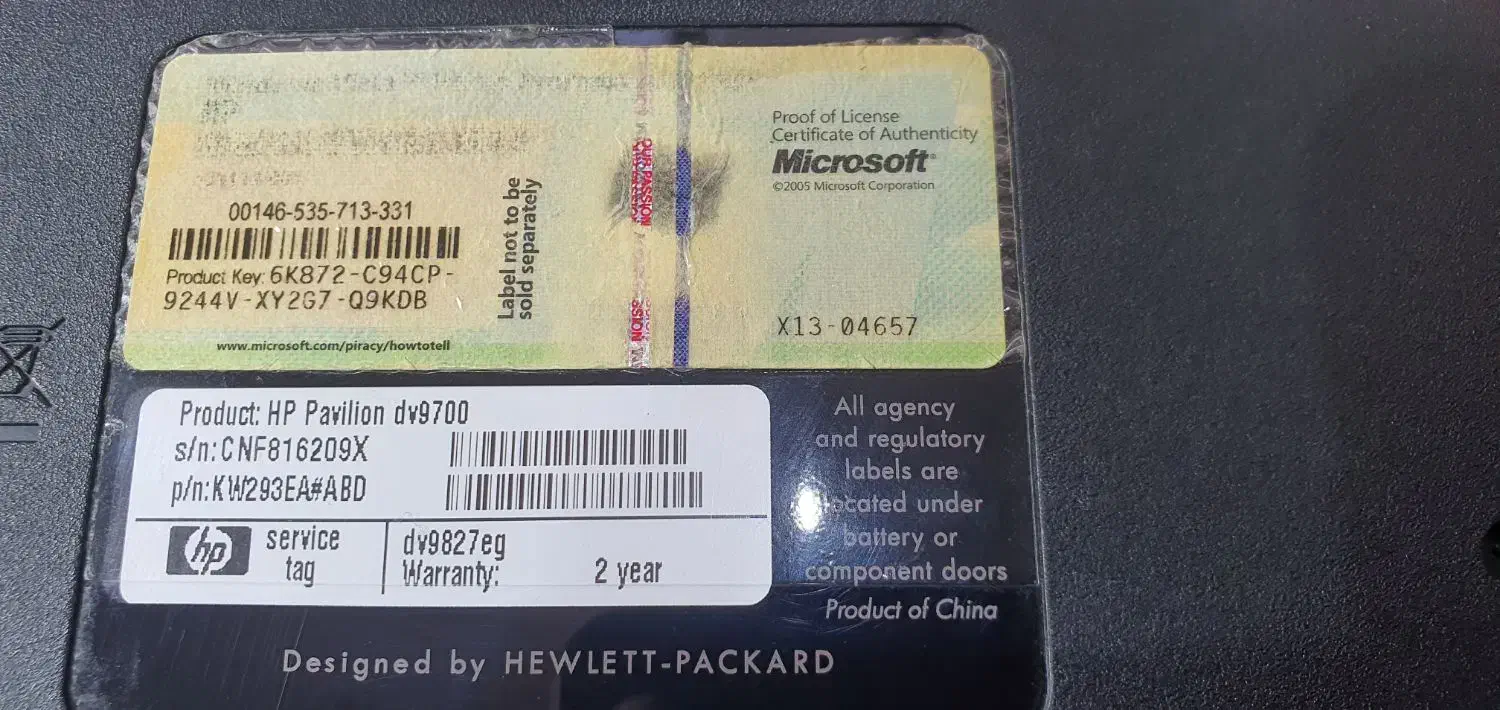 00146-535-713-331
Product Key: 6K872-C94CP-
9244V-XY2G7-Q9KDB
www.microsoft.com/piracy/howtotell
Label not to be
sold separately
OUR PASSION
Proof of License
Certificate of Authenticity
Microsoft®
©2005 Microsoft Corporation
X13-04657
Product: HP Pavilion dv9700
s/n:CNF816209X
p/n:KW293EA#ABD
hp
service
tag
dv9827eg
Warranty: 2 year
All agency
and regulatory
labels are
located under
battery or
component doors
Product of China
Designed by HEWLETT-PACKARD